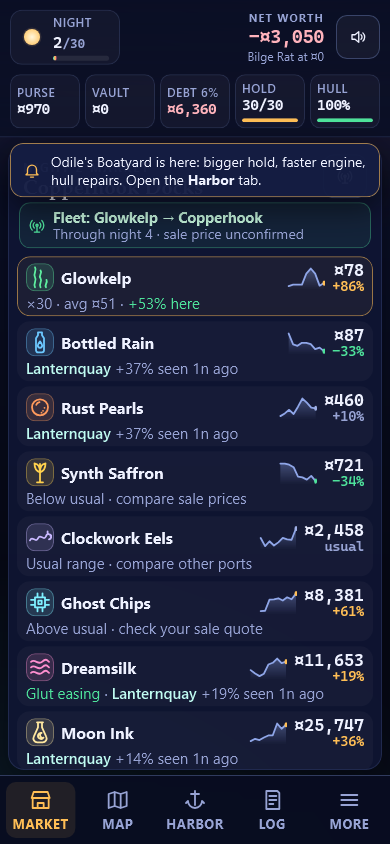 NIGHT
2/30
NET WORTH
−¤3,050
Bilge Rat at ¤0
PURSE
¤970
VAULT
¤0
DEBT 6%
¤6,360
HOLD
30/30
HULL
100%
Odile's Boatyard is here: bigger hold, faster engine,
hull repairs. Open the Harbor tab.
Fleet: Glowkelp → Copperhook
Through night 4 · sale price unconfirmed
Glowkelp
¤78
+86%
×30 · avg ¤51 · +53% here
Bottled Rain
¤87
−33%
Lanternquay +37% seen 1n ago
Rust Pearls
¤460
+10%
Lanternquay +37% seen 1n ago
Synth Saffron
¤721
−34%
Below usual · compare sale prices
Clockwork Eels
¤2,458
usual
Usual range · compare other ports
Ghost Chips
¤8,381
+61%
Above usual · check your sale quote
Dreamsilk
¤11,653
+19%
Glut easing · Lanternquay +19% seen 1n ago
Moon Ink
¤25,747
+36%
Lanternquay +14% seen 1n ago
MARKET
MAP
HARBOR
LOG
MORE